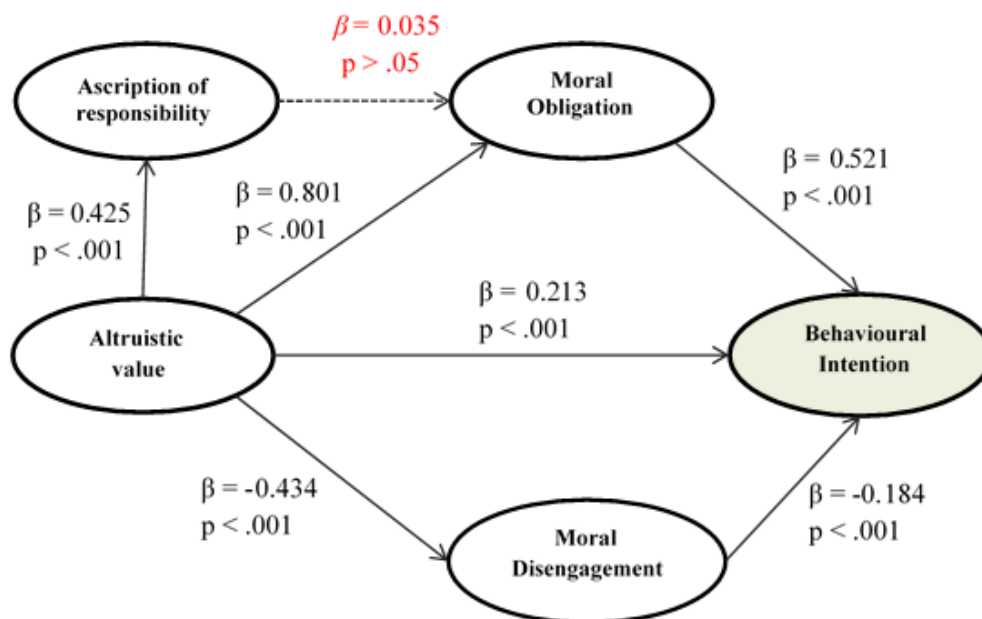 β = 0.035
p > .05
Ascription of
responsibility
Moral
Obligation
β = 0.425
p < .001
β = 0.801
p < .001
β = 0.521
p < .001
β = 0.213
p < .001
Altruistic
value
Behavioural
Intention
β = -0.434
p < .001
Moral
Disengagement
β = -0.184
p < .001